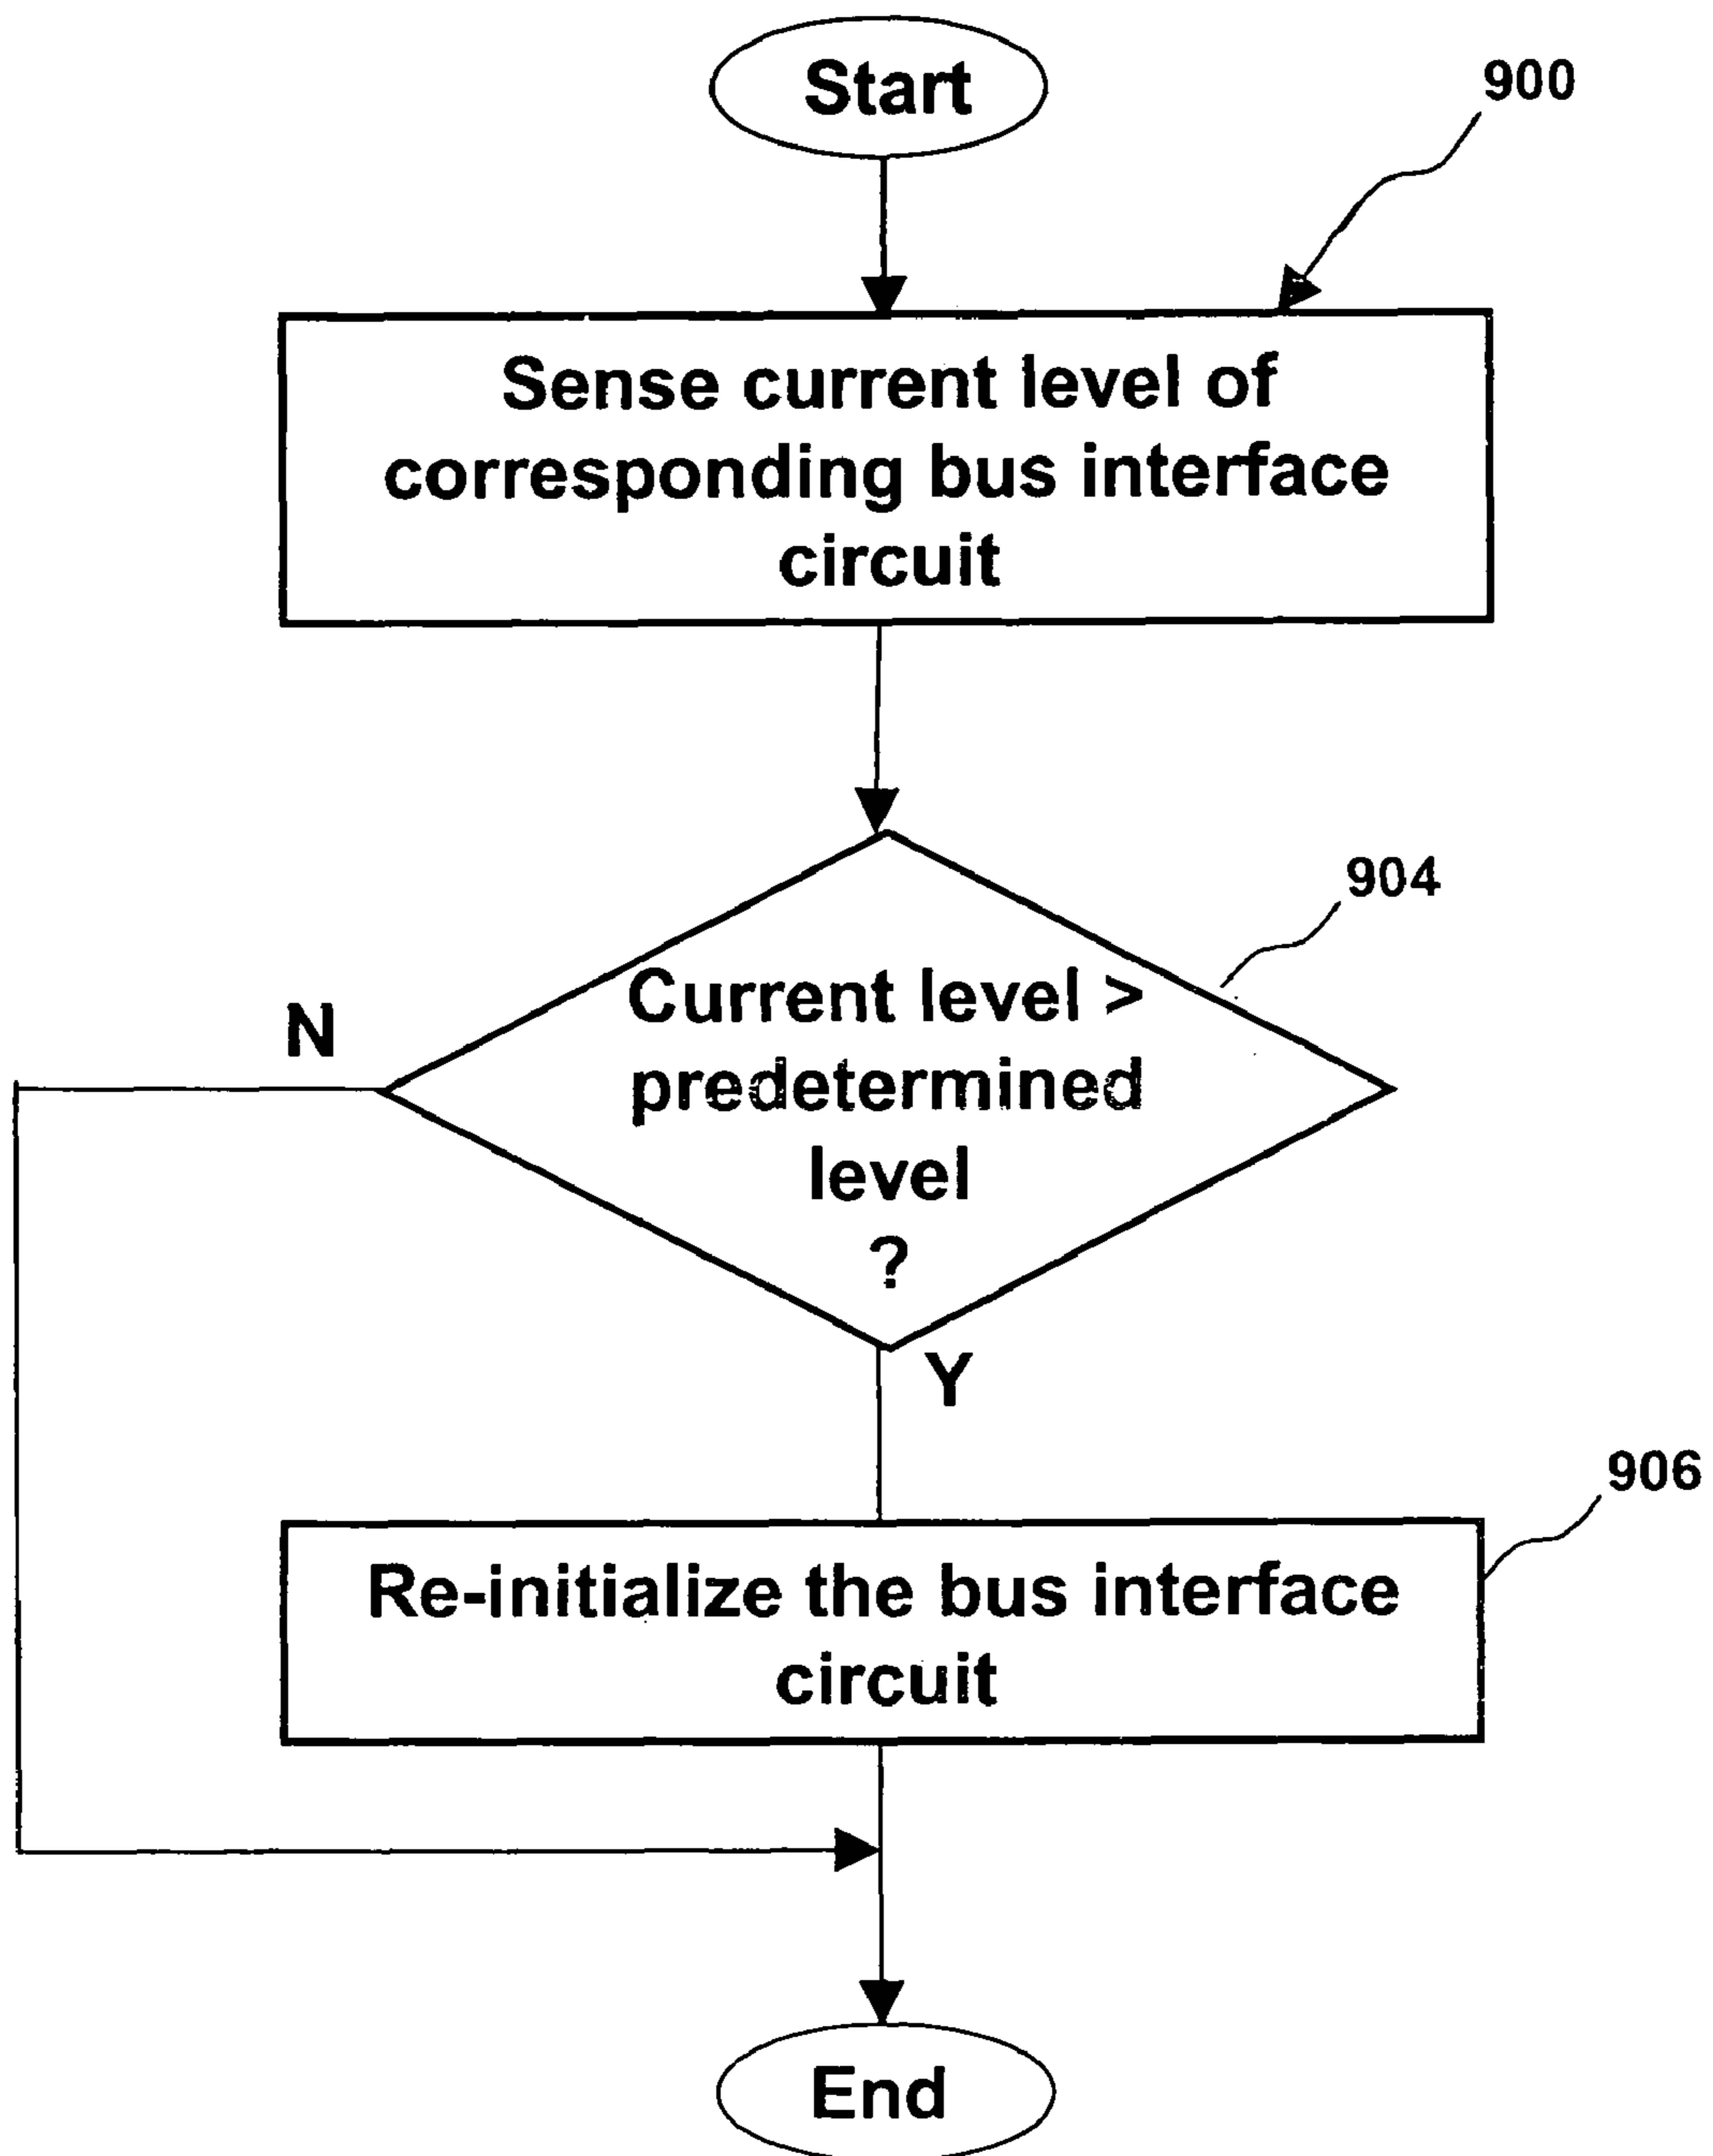 Start
900
Sense current level of
corresponding bus interface
circuit
904
Current level >
predetermined
level
?
N
Y
906
Re-initialize the bus interface
circuit
End